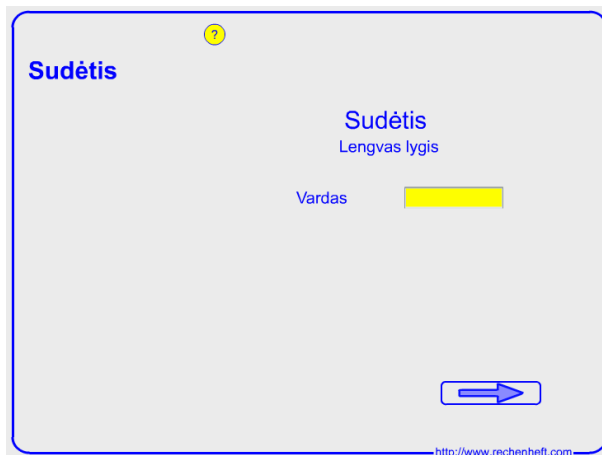 ?
Sudėtis
Sudėtis
Lengvas lygis
Vardas
http://www.rechenheft.com